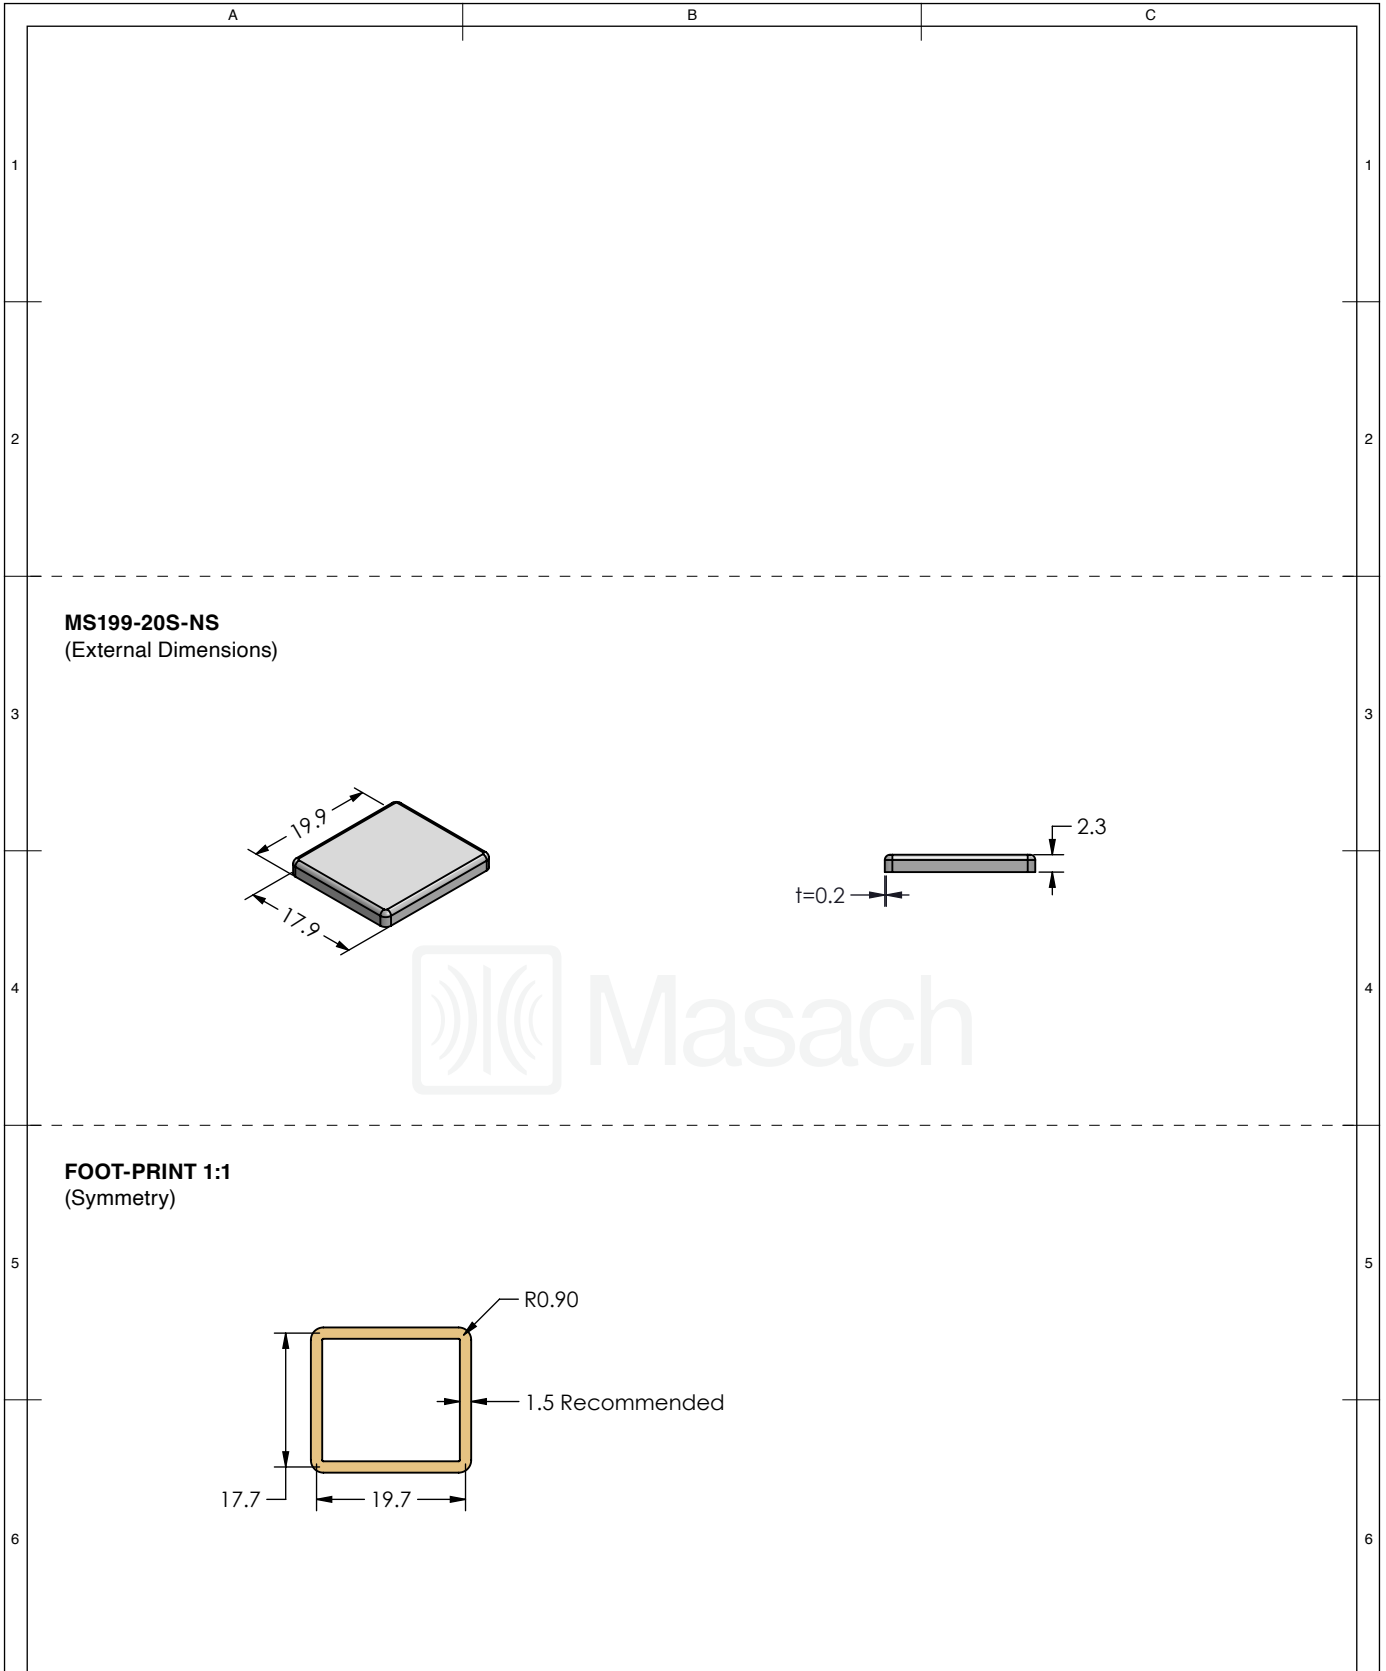 A B C
1 1
2 2
MS199-20S-NS
(External Dimensions)
3 3
19.9
2.3
t=0.2
17.9
4 4
Masach
FOOT-PRINT 1:1
(Symmetry)
5 5
R0.90
1.5 Recommended
17.7 19.7
6 6